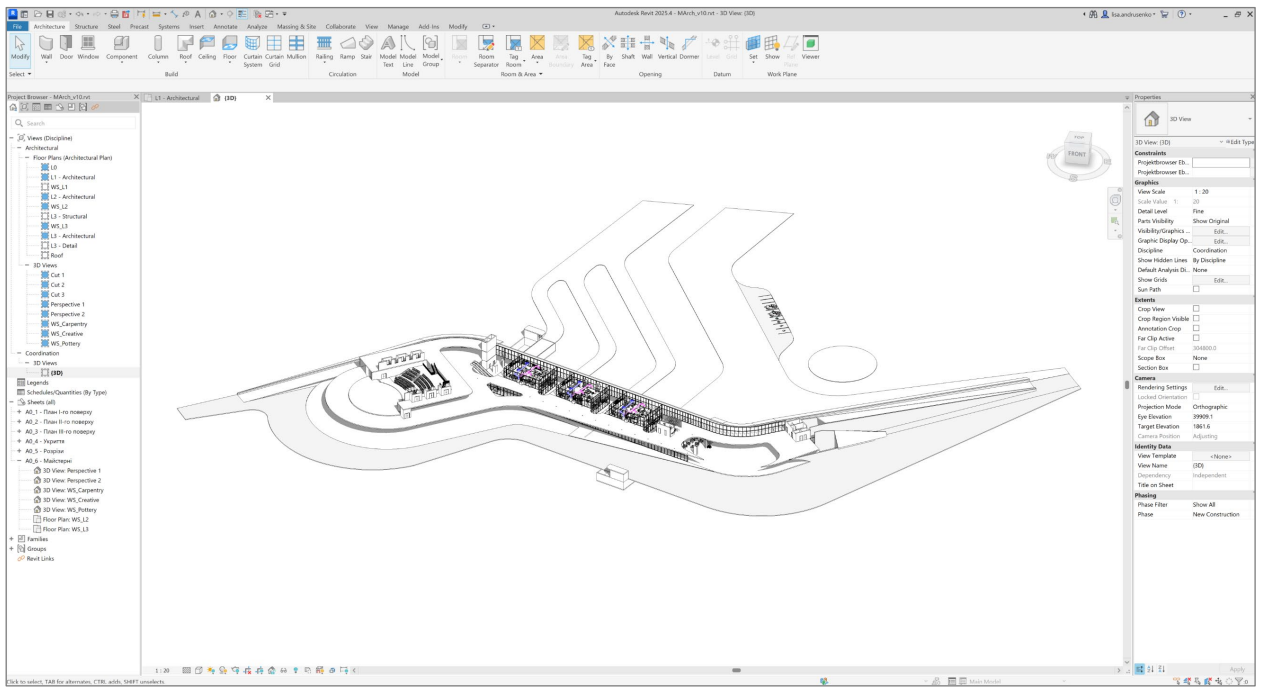 Autodesk Revit 2025.4 - MArch_v10.rvt - 3D View: {3D}
lisa.andrusenko
File Architecture Structure Steel Precast Systems Insert Annotate Analyze Massing & Site Collaborate View Manage Add-Ins Modify
Modify Wall Door Window Component Column Roof Ceiling Floor Curtain System Curtain Grid Mullion Railing Ramp Stair Model Text Model Line Model Group Room Room Separator Tag Room Area Area Boundary Tag Area By Face Shaft Wall Vertical Dormer Level Grid Set Show Ref Plane Viewer
Select Build Circulation Model Room & Area Opening Datum Work Plane
Project Browser - MArch_v10.rvt
L1 - Architectural
{3D}
Search
Views (Discipline)
Architectural
Floor Plans (Architectural Plan)
L0
L1 - Architectural
WS_L1
L2 - Architectural
WS_L2
L3 - Structural
WS_L3
L3 - Architectural
L3 - Detail
Roof
3D Views
Cut 1
Cut 2
Cut 3
Perspective 1
Perspective 2
WS_Carpentry
WS_Creative
WS_Pottery
Coordination
3D Views
{3D}
Legends
Schedules/Quantities (By Type)
Sheets (all)
A0_1 - План І-го поверху
A0_2 - План ІІ-го поверху
A0_3 - План ІІІ-го поверху
A0_4 - Укриття
A0_5 - Розрізи
A0_6 - Майстерні
3D View: Perspective 1
3D View: Perspective 2
3D View: WS_Carpentry
3D View: WS_Creative
3D View: WS_Pottery
Floor Plan: WS_L2
Floor Plan: WS_L3
Families
Groups
Revit Links
FRONT
Properties
3D View
3D View: {3D} Edit Type
Constraints
Projektbrowser Eb...
Projektbrowser Eb...
Graphics
View Scale 1 : 20
Scale Value 1: 20
Detail Level Fine
Parts Visibility Show Original
Visibility/Graphics ... Edit...
Graphic Display Op... Edit...
Discipline Coordination
Show Hidden Lines By Discipline
Default Analysis Di... None
Show Grids Edit...
Sun Path
Extents
Crop View
Crop Region Visible
Annotation Crop
Far Clip Active
Far Clip Offset 304800.0
Scope Box None
Section Box
Camera
Rendering Settings Edit...
Locked Orientation
Projection Mode Orthographic
Eye Elevation 39909.1
Target Elevation 1861.6
Camera Position Adjusting
Identity Data
View Template <None>
View Name {3D}
Dependency Independent
Title on Sheet
Phasing
Phase Filter Show All
Phase New Construction
1 : 20
Apply
Click to select, TAB for alternates, CTRL adds, SHIFT unselects.
Main Model
:0